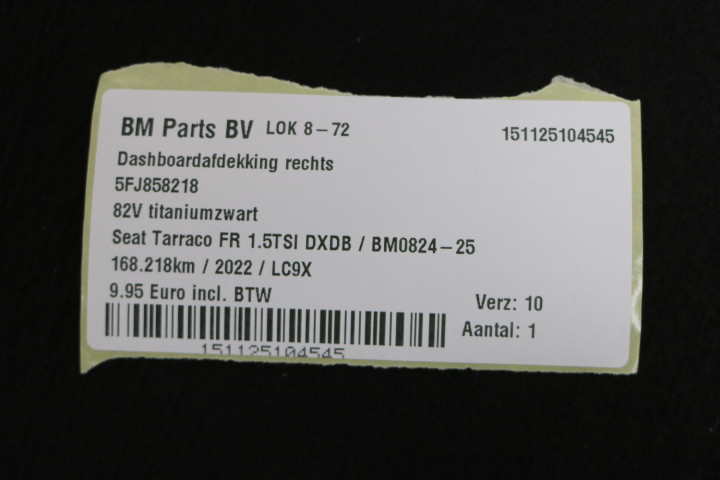 BM Parts BV LOK 8-72 151125104545
Dashboardafdekking rechts
5FJ858218
82V titaniumzwart
Seat Tarraco FR 1.5TSI DXDB / BM0824-25
168.218km / 2022 / LC9X
9.95 Euro incl. BTW
Verz: 10
Aantal: 1
151125104545